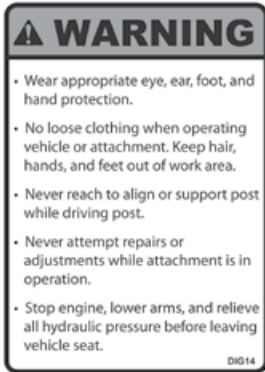 WARNING
• Wear appropriate eye, ear, foot, and
hand protection.
• No loose clothing when operating
vehicle or attachment. Keep hair,
hands, and feet out of work area.
• Never reach to align or support post
while driving post.
• Never attempt repairs or
adjustments while attachment is in
operation.
• Stop engine, lower arms, and relieve
all hydraulic pressure before leaving
vehicle seat.
DIG14